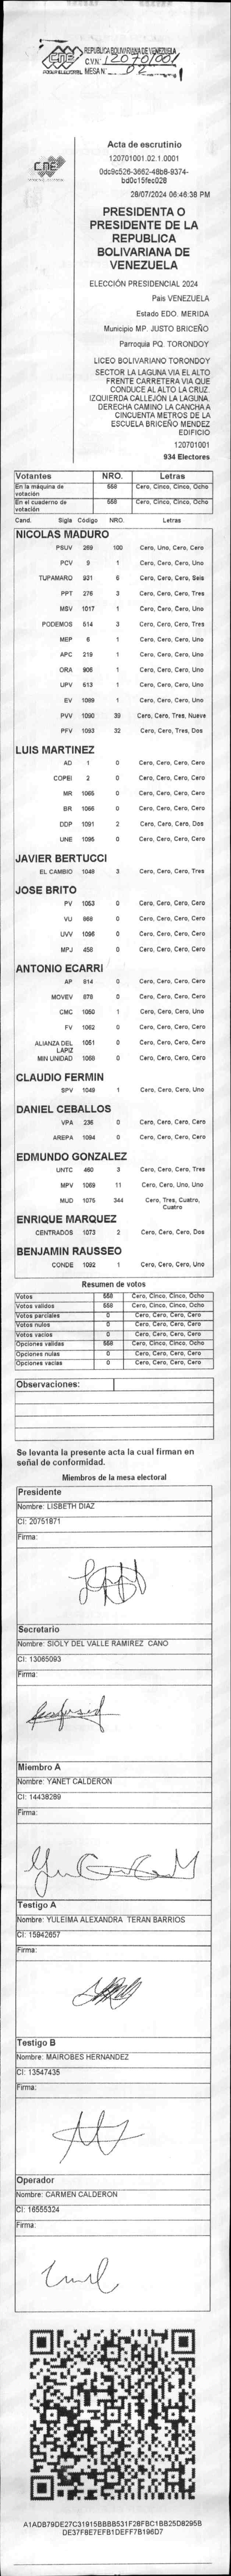 CNE
PODER ELECTORAL
REPUBLICA BOLIVARIANA DE VENEZUELA
C.V.Nº 120701001
MESA Nº 02
CNE
Acta de escrutinio
120701001.02.1.0001
28/07/2024 06:46:38 PM
PRESIDENTA O
PRESIDENTE DE LA
REPUBLICA
BOLIVARIANA DE
VENEZUELA
ELECCIÓN PRESIDENCIAL 2024
Pais VENEZUELA
Estado EDO. MERIDA
Municipio MP. JUSTO BRICEÑO
Parroquia PQ. TORONDOY
LICEO BOLIVARIANO TORONDOY
SECTOR LA LAGUNA VIA EL ALTO
FRENTE CARRETERA VIA QUE
CONDUCE AL ALTO LA CRUZ.
IZQUIERDA CALLEJÓN LA LAGUNA.
DERECHA CAMINO LA CANCHA A
CINCUENTA METROS DE LA
ESCUELA BRICEÑO MENDEZ
EDIFICIO
120701001
934 Electores
Votantes NRO. Letras
En la máquina de votación 558 Cero, Cinco, Cinco, Ocho
En el cuaderno de votación 558 Cero, Cinco, Cinco, Ocho
Cand. Sigla Código NRO. Letras
NICOLAS MADURO
PSUV 269 100 Cero, Uno, Cero, Cero
PCV 9 1 Cero, Cero, Cero, Uno
TUPAMARO 931 6 Cero, Cero, Cero, Seis
PPT 276 3 Cero, Cero, Cero, Tres
MSV 1017 1 Cero, Cero, Cero, Uno
PODEMOS 514 3 Cero, Cero, Cero, Tres
MEP 6 1 Cero, Cero, Cero, Uno
APC 219 1 Cero, Cero, Cero, Uno
ORA 906 1 Cero, Cero, Cero, Uno
UPV 513 1 Cero, Cero, Cero, Uno
EV 1089 1 Cero, Cero, Cero, Uno
PVV 1090 39 Cero, Cero, Tres, Nueve
PFV 1093 32 Cero, Cero, Tres, Dos
LUIS MARTINEZ
AD 1 0 Cero, Cero, Cero, Cero
COPEI 2 0 Cero, Cero, Cero, Cero
MR 1065 0 Cero, Cero, Cero, Cero
BR 1066 0 Cero, Cero, Cero, Cero
DDP 1091 2 Cero, Cero, Cero, Dos
UNE 1095 0 Cero, Cero, Cero, Cero
JAVIER BERTUCCI
EL CAMBIO 1048 3 Cero, Cero, Cero, Tres
JOSE BRITO
PV 1053 0 Cero, Cero, Cero, Cero
VU 868 0 Cero, Cero, Cero, Cero
UVV 1096 0 Cero, Cero, Cero, Cero
MPJ 458 0 Cero, Cero, Cero, Cero
ANTONIO ECARRI
AP 814 0 Cero, Cero, Cero, Cero
MOVEV 878 0 Cero, Cero, Cero, Cero
CMC 1050 1 Cero, Cero, Cero, Uno
FV 1062 0 Cero, Cero, Cero, Cero
ALIANZA DEL LAPIZ 1051 0 Cero, Cero, Cero, Cero
MIN UNIDAD 1068 0 Cero, Cero, Cero, Cero
CLAUDIO FERMIN
SPV 1049 1 Cero, Cero, Cero, Uno
DANIEL CEBALLOS
VPA 236 0 Cero, Cero, Cero, Cero
AREPA 1094 0 Cero, Cero, Cero, Cero
EDMUNDO GONZALEZ
UNTC 460 3 Cero, Cero, Cero, Tres
MPV 1069 11 Cero, Cero, Uno, Uno
MUD 1075 344 Cero, Tres, Cuatro,
Cuatro
ENRIQUE MARQUEZ
CENTRADOS 1073 2 Cero, Cero, Cero, Dos
BENJAMIN RAUSSEO
CONDE 1092 1 Cero, Cero, Cero, Uno
Resumen de votos
Votos 558 Cero, Cinco, Cinco, Ocho
Votos validos 558 Cero, Cinco, Cinco, Ocho
Votos parciales 0 Cero, Cero, Cero, Cero
Votos nulos 0 Cero, Cero, Cero, Cero
Votos vacios 0 Cero, Cero, Cero, Cero
Opciones validas 558 Cero, Cinco, Cinco, Ocho
Opciones nulas 0 Cero, Cero, Cero, Cero
Opciones vacias 0 Cero, Cero, Cero, Cero
Observaciones:
Se levanta la presente acta la cual firman en
señal de conformidad.
Miembros de la mesa electoral
Presidente
Nombre: LISBETH DIAZ
CI: 20751871
Firma:
Secretario
Nombre: SIOLY DEL VALLE RAMIREZ CANO
CI: 13065093
Firma:
Miembro A
Nombre: YANET CALDERON
CI: 14438289
Firma:
Testigo A
Nombre: YULEIMA ALEXANDRA TERAN BARRIOS
CI: 15942657
Firma:
Testigo B
Nombre: MAIROBES HERNANDEZ
CI: 13547435
Firma:
Operador
Nombre: CARMEN CALDERON
CI: 16555324
Firma:
A1ADB79DE27C31915BBBB531F28FBC1BB25D8295B
DE37F8E7EFB1DEFF7B196D7